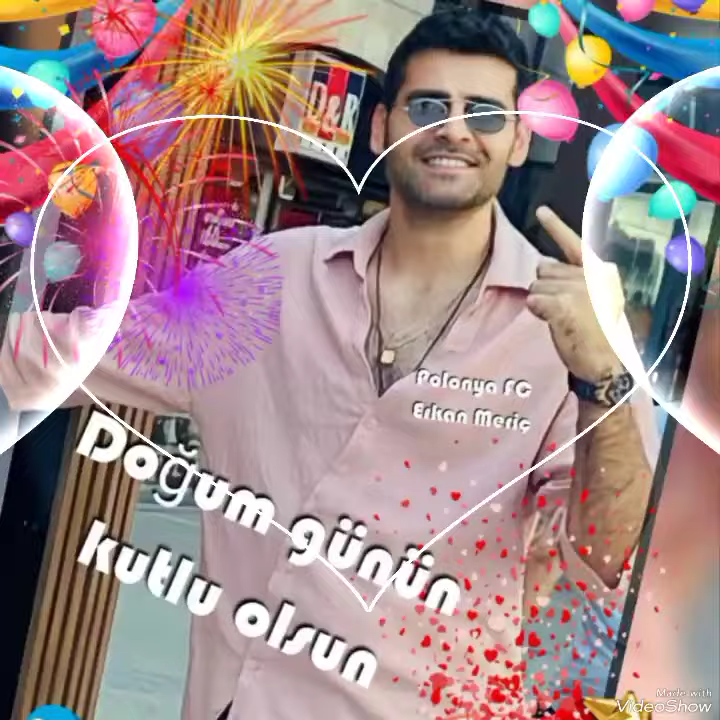 D&R
Polonya FC
Erkan Meriç
Doğum günün
kutlu olsun
Made with
VideoShow